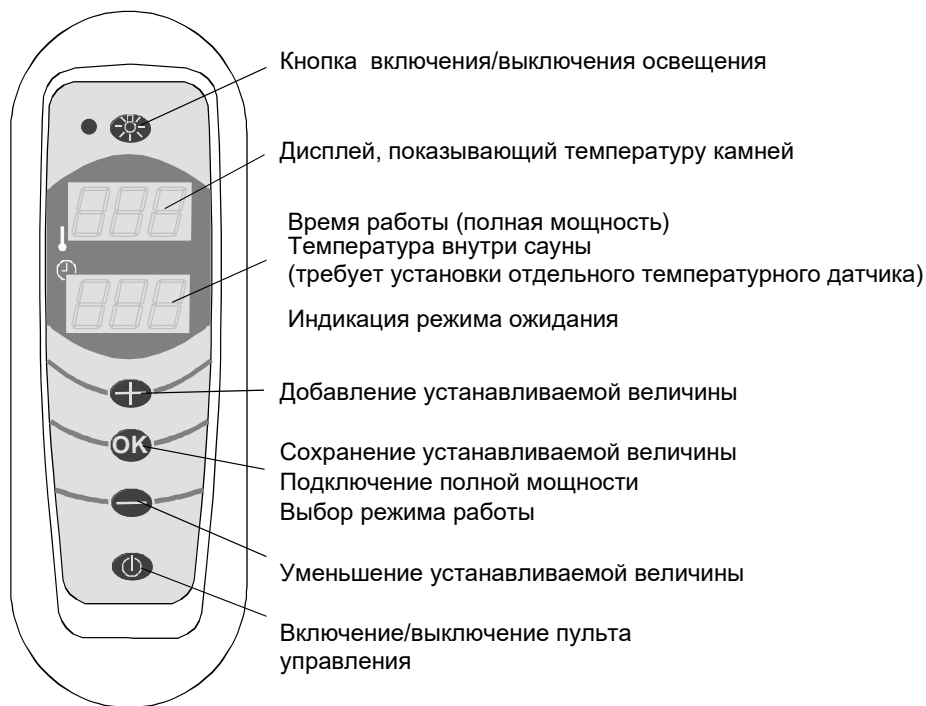 Кнопка включения/выключения освещения
Дисплей, показывающий температуру камней
Время работы (полная мощность)
Температура внутри сауны
(требует установки отдельного температурного датчика)
Индикация режима ожидания
Добавление устанавливаемой величины
OK
Сохранение устанавливаемой величины
Подключение полной мощности
Выбор режима работы
Уменьшение устанавливаемой величины
Включение/выключение пульта
управления